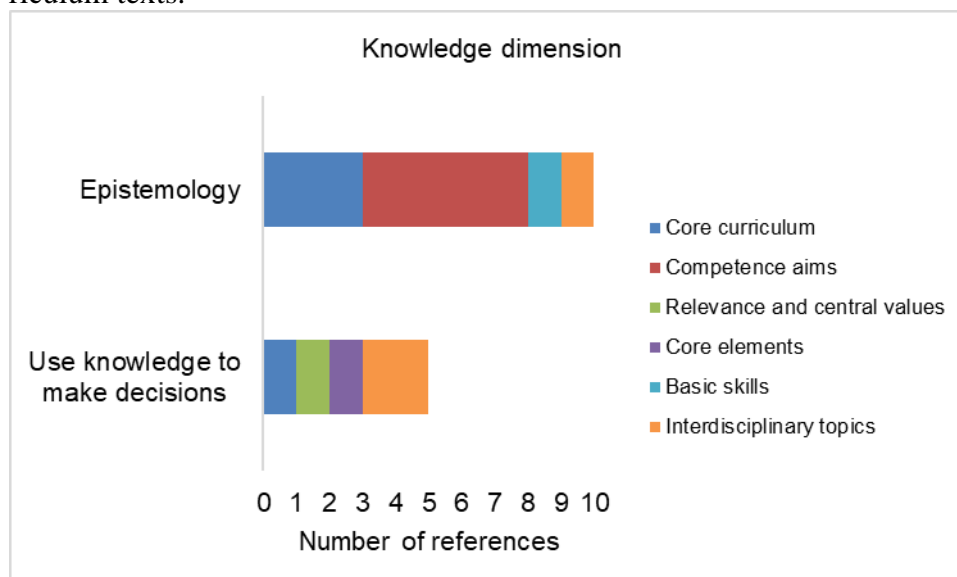 Knowledge dimension
Epistemology
Use knowledge to
make decisions
0 1 2 3 4 5 6 7 8 9 10
Number of references
Core curriculum
Competence aims
Relevance and central values
Core elements
Basic skills
Interdisciplinary topics